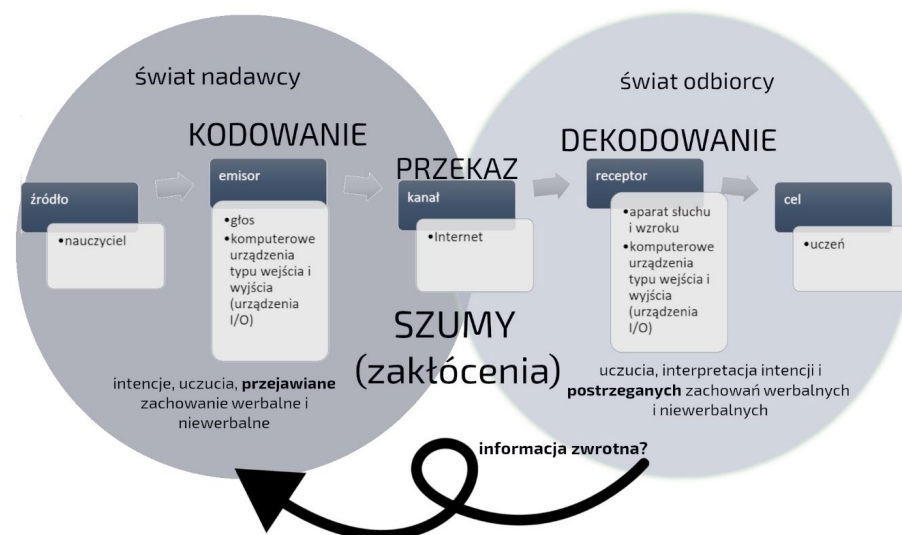 świat nadawcy
świat odbiorcy
KODOWANIE
PRZEKAZ
DEKODOWANIE
źródło
•nauczyciel
emisor
•głos
•komputerowe
urządzenia
typu wejścia i
wyjścia
(urządzenia
I/O)
kanał
•Internet
receptor
•aparat słuchu
i wzroku
•komputerowe
urządzenia
typu wejścia i
wyjścia
(urządzenia
I/O)
cel
•uczeń
SZUMY
(zakłócenia)
intencje, uczucia, przejawiane
zachowanie werbalne i
niewerbalne
uczucia, interpretacja intencji i
postrzeganych zachowań werbalnych
i niewerbalnych
informacja zwrotna?